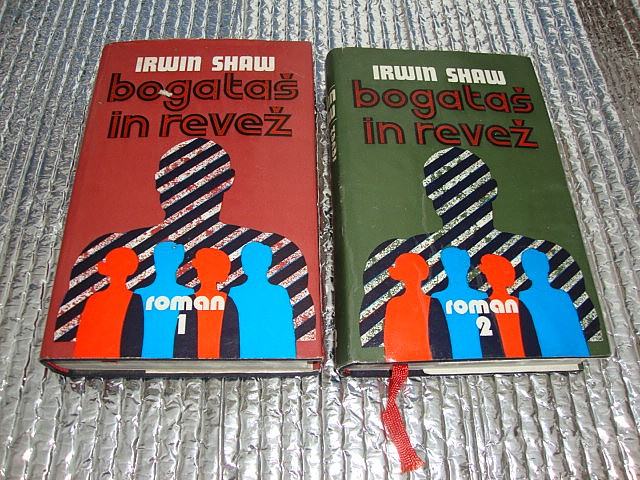 IRWIN SHAW
bogataš
in revež
roman
1
IRWIN SHAW
bogataš
in revež
roman
2